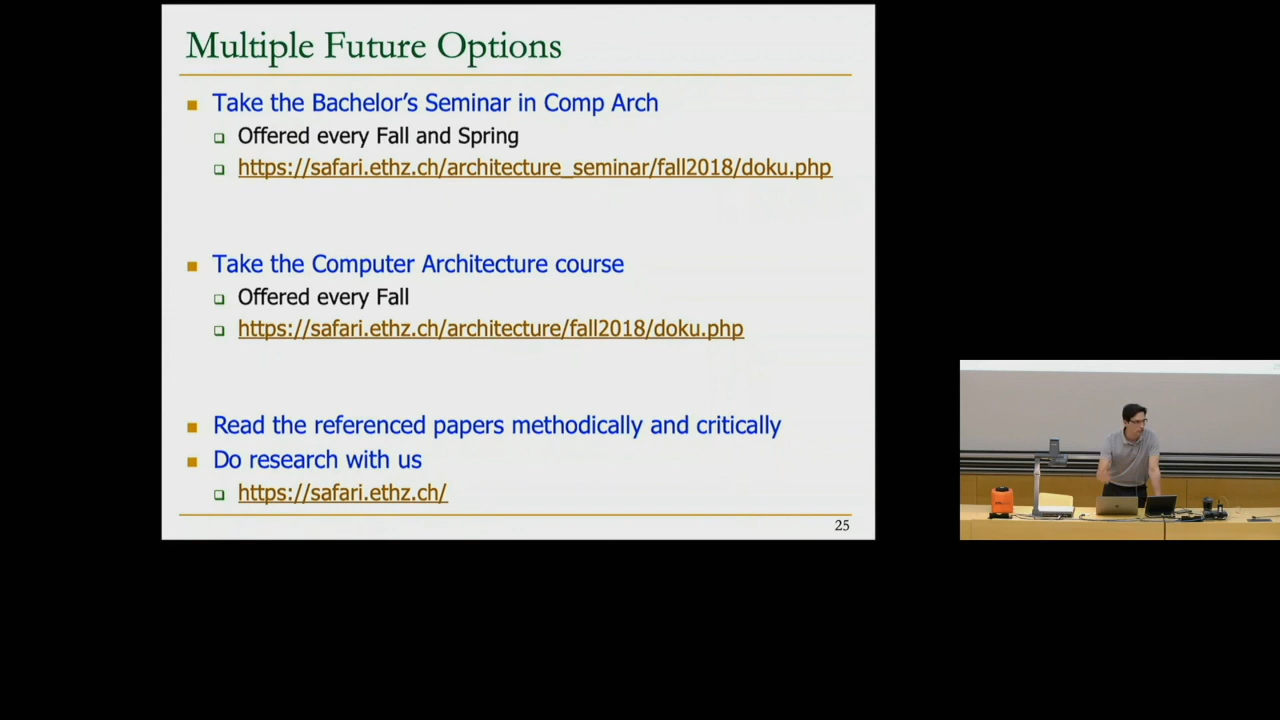 Multiple Future Options
Take the Bachelor's Seminar in Comp Arch
Offered every Fall and Spring
https://safari.ethz.ch/architecture_seminar/fall2018/doku.php
Take the Computer Architecture course
Offered every Fall
https://safari.ethz.ch/architecture/fall2018/doku.php
Read the referenced papers methodically and critically
Do research with us
https://safari.ethz.ch/
25